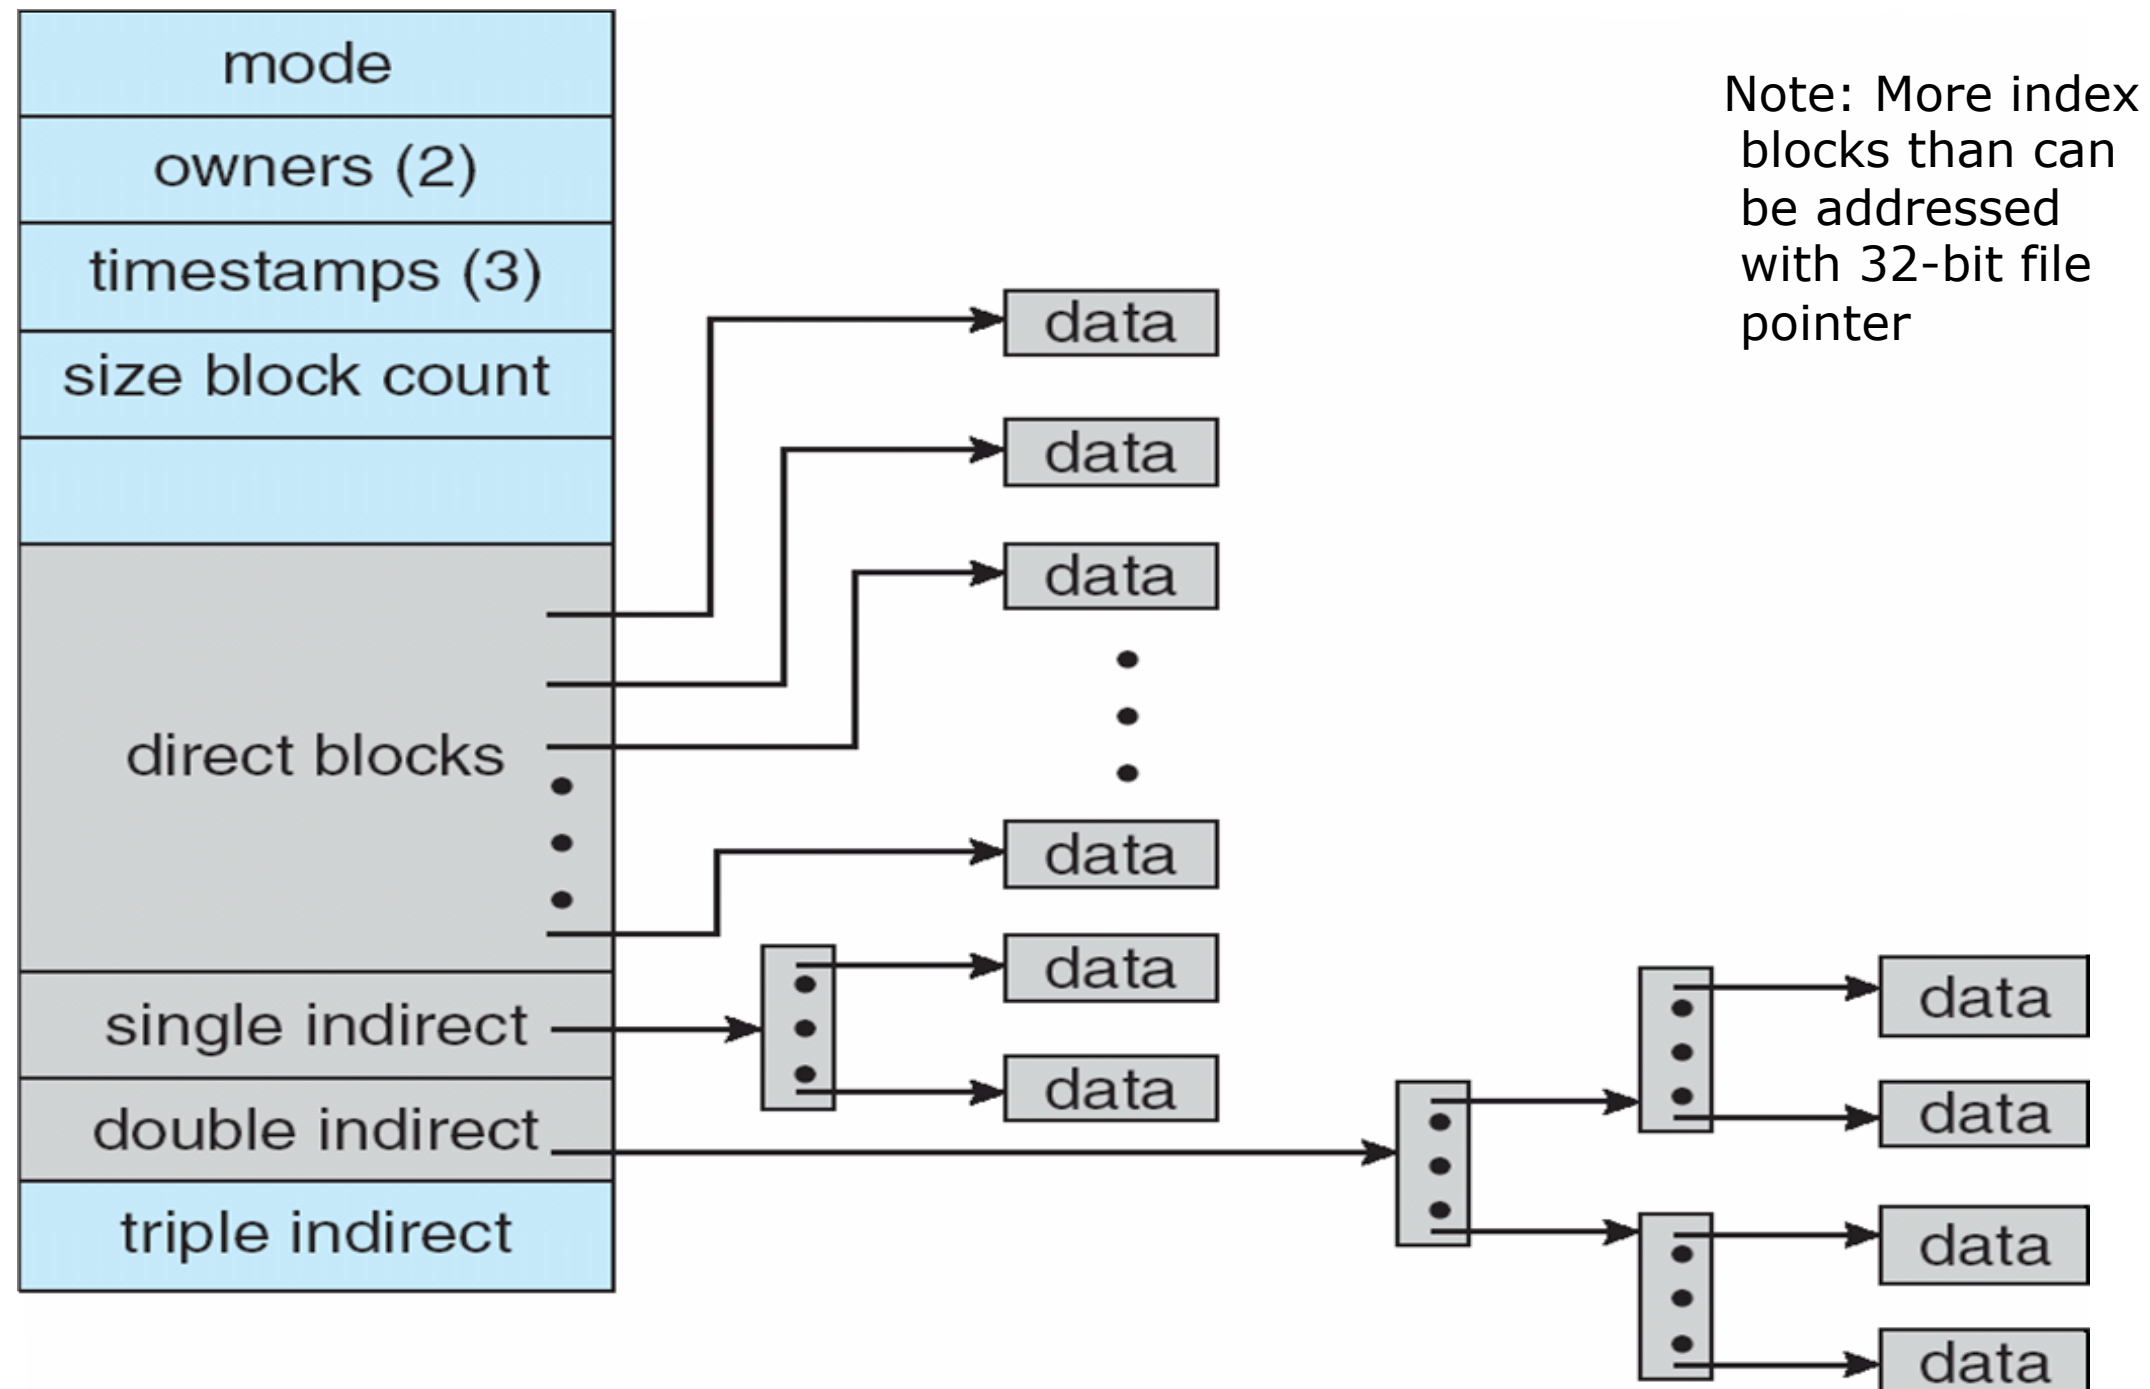 mode
owners (2)
timestamps (3)
size block count
direct blocks
single indirect
double indirect
triple indirect
data
data
data
data
data
data
data
data
data
data
Note: More index
blocks than can
be addressed
with 32-bit file
pointer